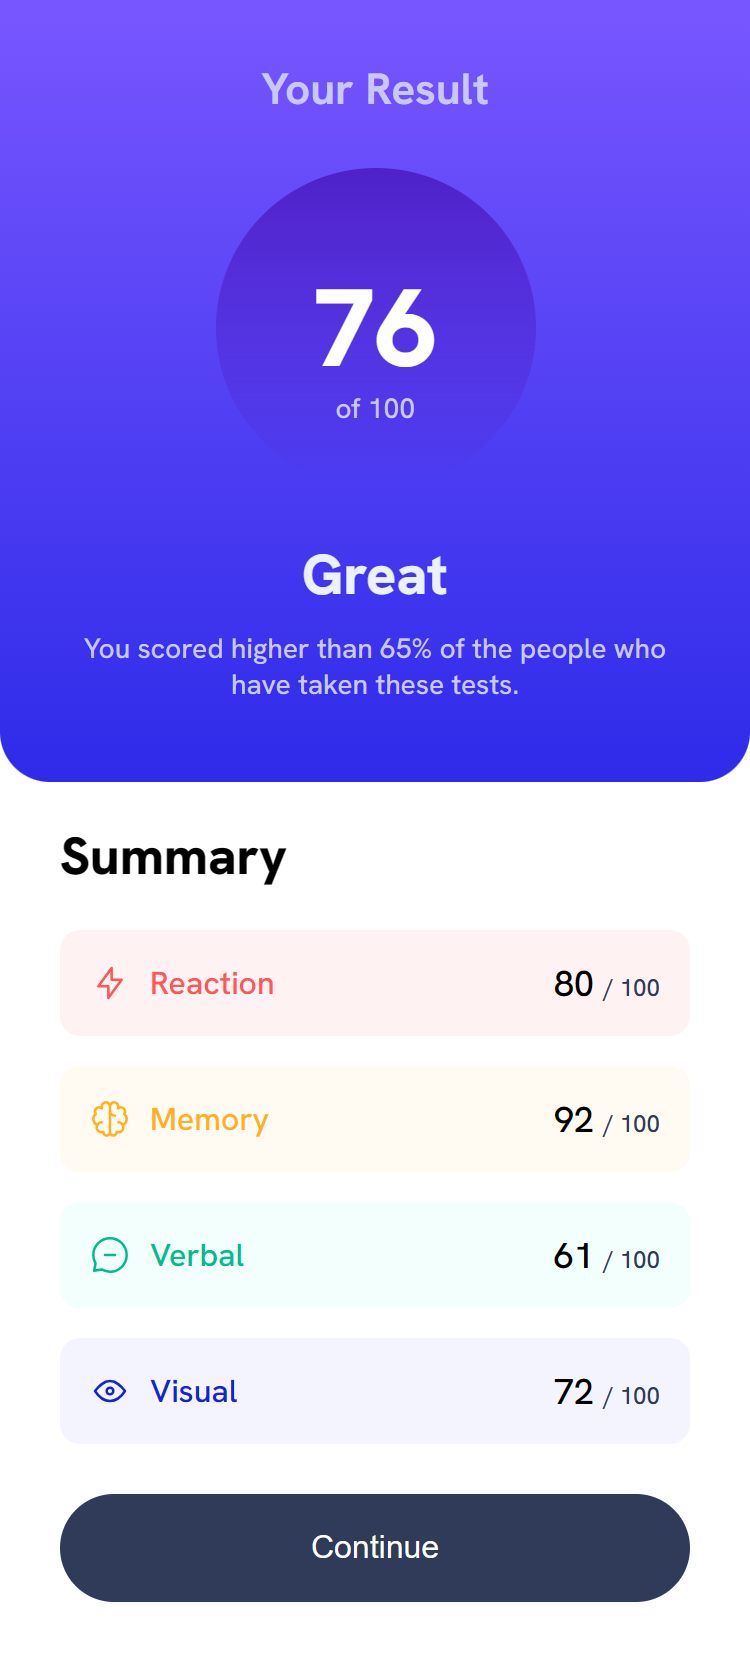 Your Result
76
of 100
Great
You scored higher than 65% of the people who
have taken these tests.
Summary
Reaction 80 / 100
Memory 92 / 100
Verbal 61 / 100
Visual 72 / 100
Continue